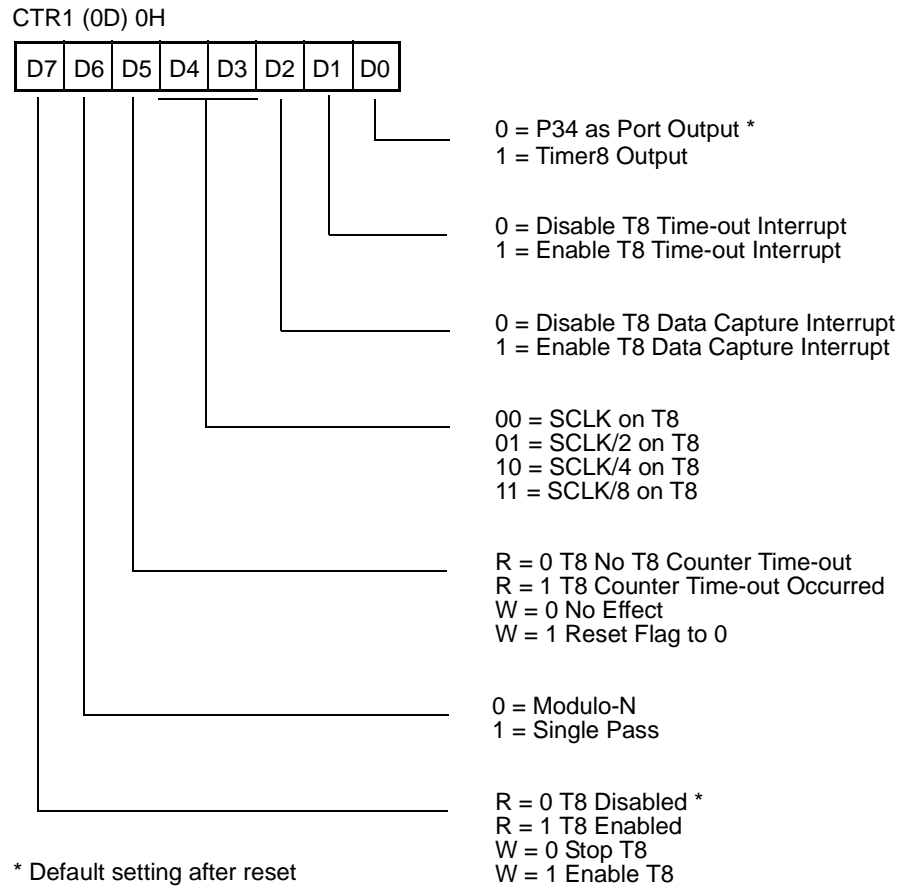 CTR1 (0D) 0H
D7 D6 D5 D4 D3 D2 D1 D0
0 = P34 as Port Output *
1 = Timer8 Output
0 = Disable T8 Time-out Interrupt
1 = Enable T8 Time-out Interrupt
0 = Disable T8 Data Capture Interrupt
1 = Enable T8 Data Capture Interrupt
00 = SCLK on T8
01 = SCLK/2 on T8
10 = SCLK/4 on T8
11 = SCLK/8 on T8
R = 0 T8 No T8 Counter Time-out
R = 1 T8 Counter Time-out Occurred
W = 0 No Effect
W = 1 Reset Flag to 0
0 = Modulo-N
1 = Single Pass
R = 0 T8 Disabled *
R = 1 T8 Enabled
W = 0 Stop T8
W = 1 Enable T8
* Default setting after reset